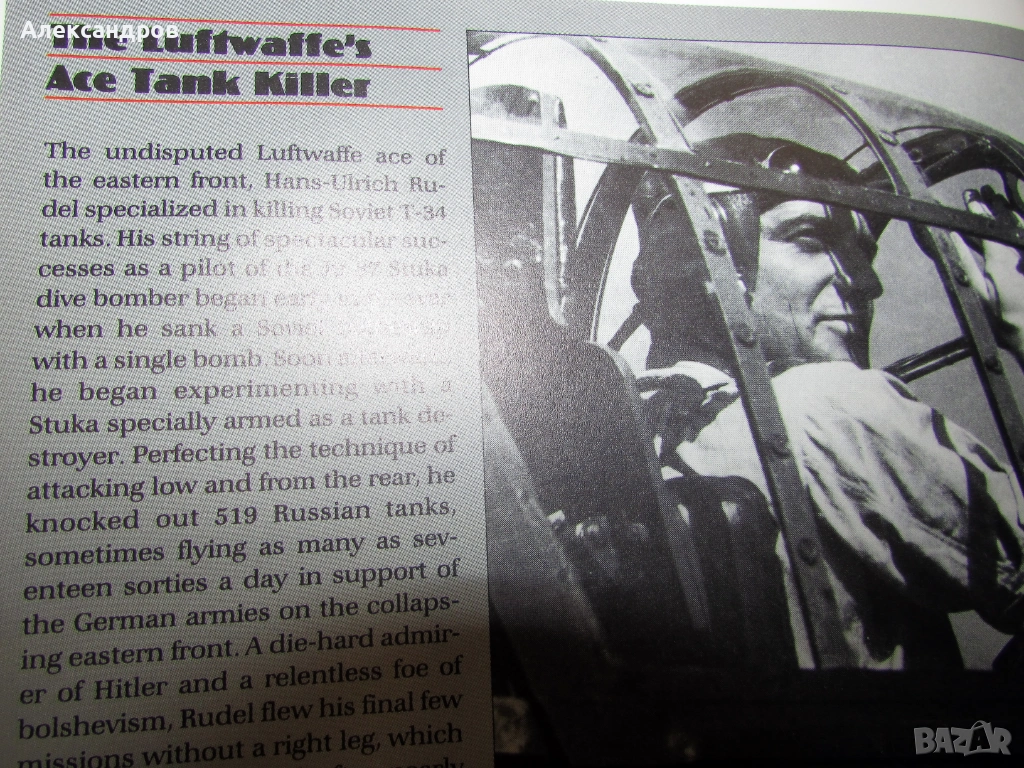 Александров
The Luftwaffe's
Ace Tank Killer
The undisputed Luftwaffe ace of
the eastern front, Hans-Ulrich Ru-
del specialized in killing Soviet T-34
tanks. His string of spectacular suc-
cesses as a pilot of the 87 Stuka
dive bomber began
when he sank a Soviet
with a single bomb. Soon
he began experimenting with a
Stuka specially armed as a tank de-
stroyer. Perfecting the technique of
attacking low and from the rear, he
knocked out 519 Russian tanks,
sometimes flying as many as sev-
enteen sorties a day in support of
the German armies on the collaps-
ing eastern front. A die-hard admir-
er of Hitler and a relentless foe of
bolshevism, Rudel flew his final few
missions without a right leg, which
BAZAR